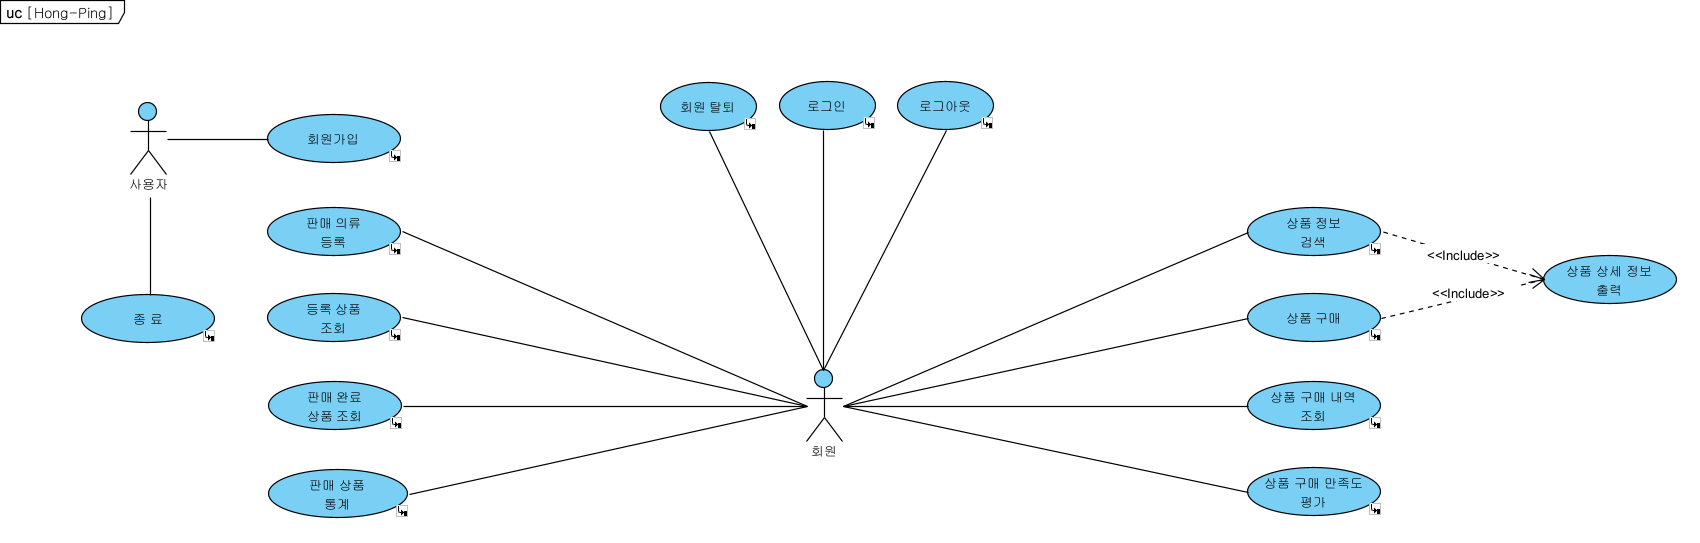 uc [Hong-Ping]
회원 탈퇴
로그인
로그아웃
회원가입
사용자
판매 의류
등록
상품 정보
검색
<<Include>>
상품 상세 정보
출력
<<Include>>
종 료
등록 상품
조회
상품 구매
판매 완료
상품 조회
회원
상품 구매 내역
조회
판매 상품
통계
상품 구매 만족도
평가